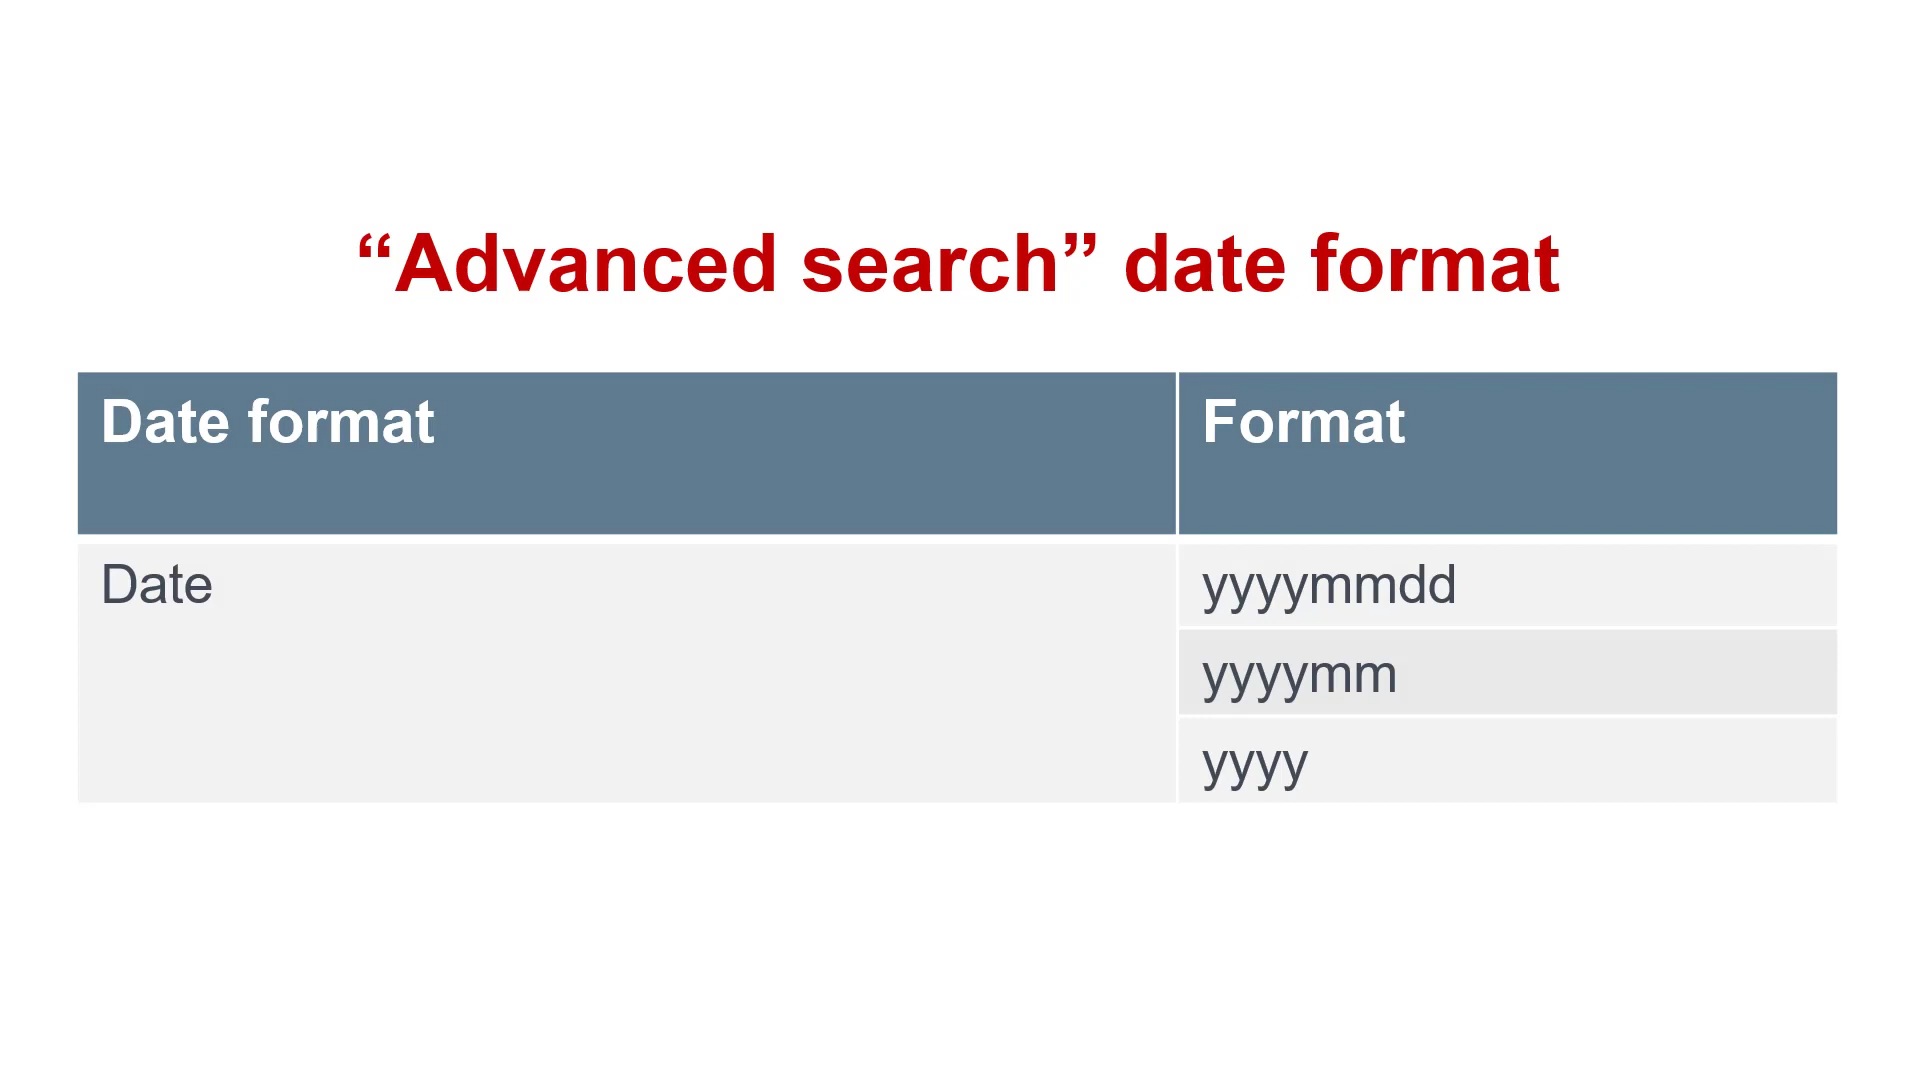 “Advanced search” date format
Date format
Format
Date
yyyymmdd
yyyymm
yyyy